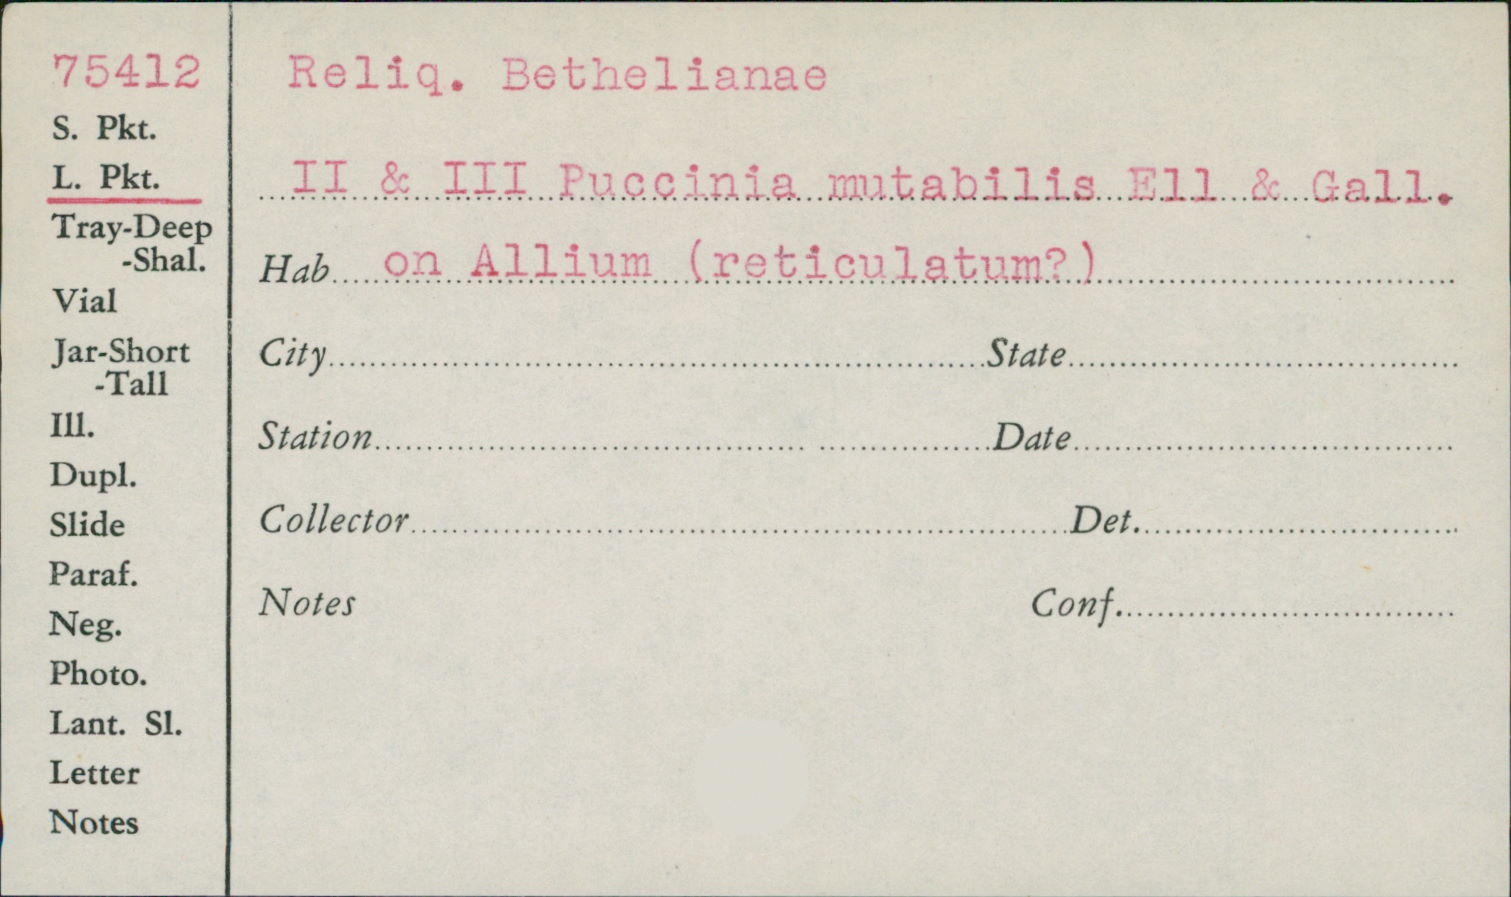 75412
S. Pkt.
L. Pkt.
Tray-Deep
-Shal.
Vial
Jar-Short
-Tall
Ill.
Dupl.
Slide
Paraf.
Neg.
Photo.
Lant. Sl.
Letter
Notes
Reliq. Bethelianae
II & III Puccinia mutabilis Ell & Gall.
Hab. on Allium (reticulatum?)
City State
Station Date
Collector Det.
Notes Conf.